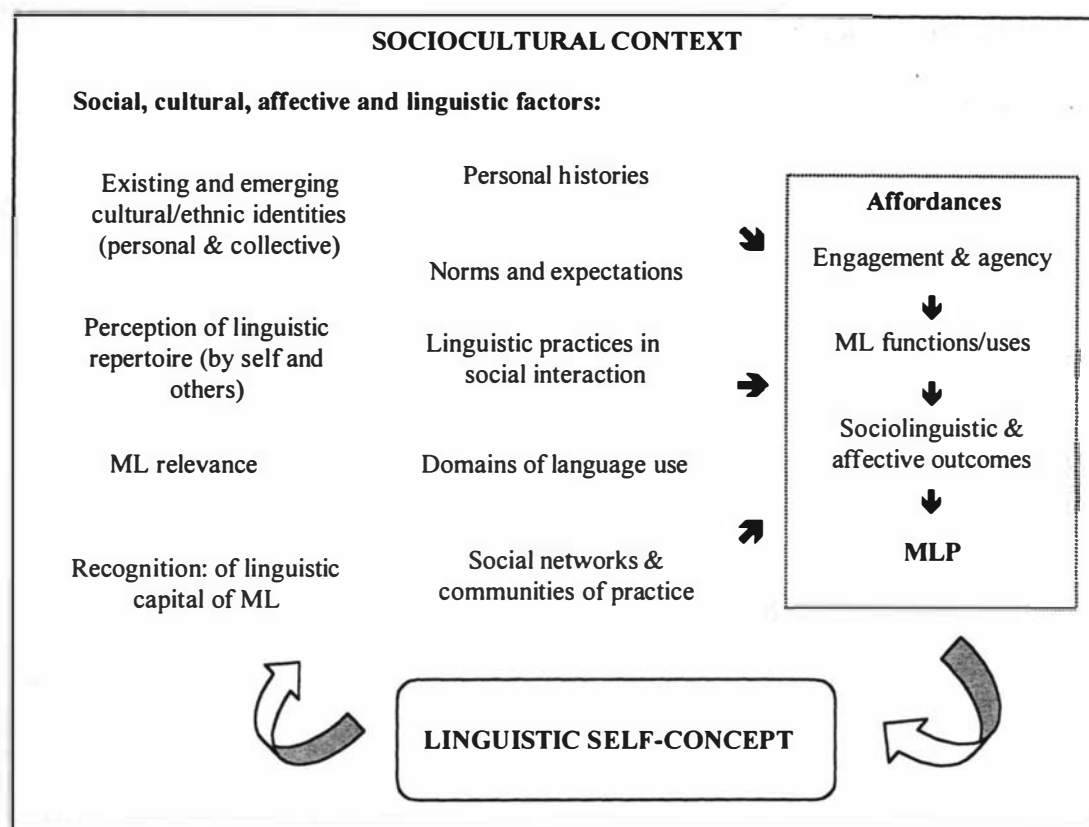 SOCIOCULTURAL CONTEXT
Social, cultural, affective and linguistic factors:
Existing and emerging
cultural/ethnic identities
(personal & collective)
Perception of linguistic
repertoire (by self and
others)
ML relevance
Recognition: of linguistic
capital of ML
Personal histories
Norms and expectations
Linguistic practices in
social interaction
Domains of language use
Social networks &
communities of practice
Affordances
Engagement & agency
ML functions/uses
Sociolinguistic &
affective outcomes
MLP
LINGUISTIC SELF-CONCEPT